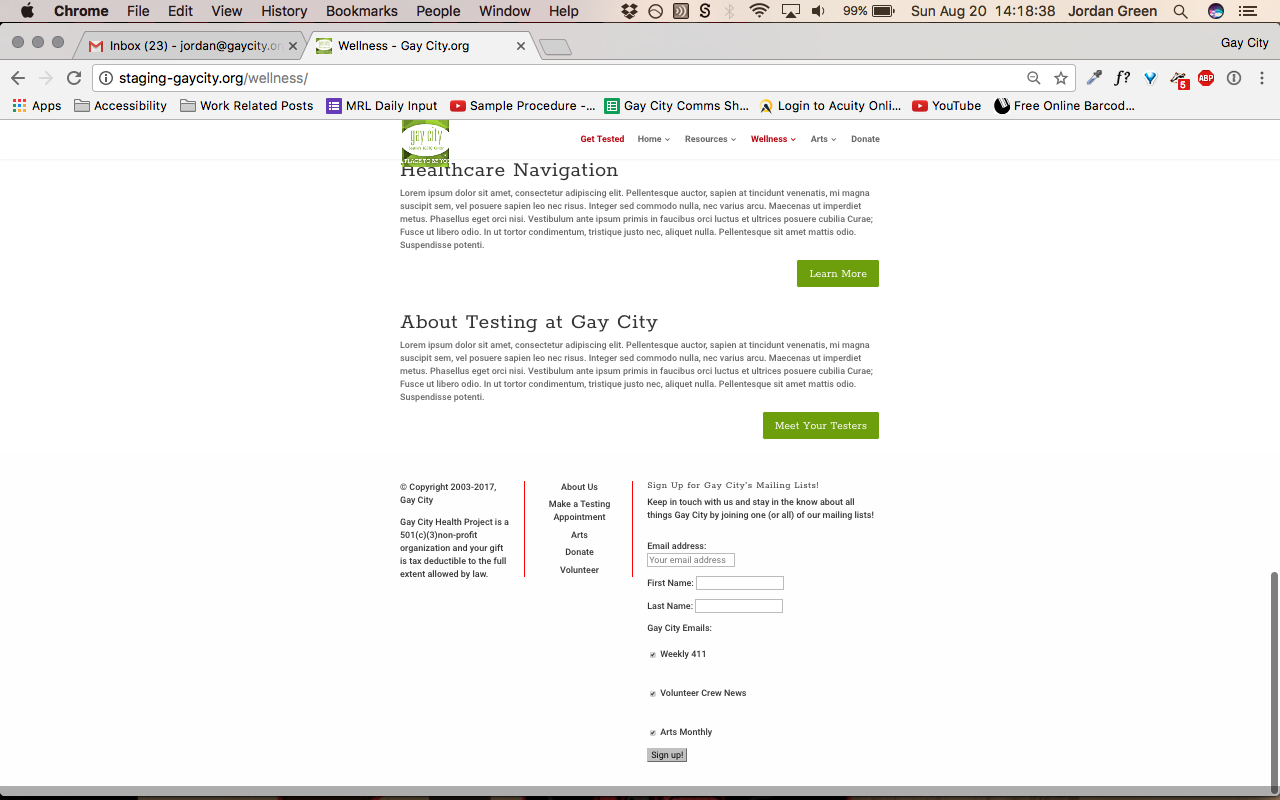 Chrome File Edit View History Bookmarks People Window Help 99% Sun Aug 20 14:18:38 Jordan Green
Inbox (23) - jordan@gaycity.or Wellness - Gay City.org Gay City
staging-gaycity.org/wellness/ f? 5 ABP
Apps Accessibility Work Related Posts MRL Daily Input Sample Procedure -... Gay City Comms Sh... Login to Acuity Onli... YouTube Free Online Barcod...
gay city
Get Tested Home Resources Wellness Arts Donate
A PLACE TO BE YOU
Healthcare Navigation
Lorem ipsum dolor sit amet, consectetur adipiscing elit. Pellentesque auctor, sapien at tincidunt venenatis, mi magna
suscipit sem, vel posuere sapien leo nec risus. Integer sed commodo nulla, nec varius arcu. Maecenas ut imperdiet
metus. Phasellus eget orci nisi. Vestibulum ante ipsum primis in faucibus orci luctus et ultrices posuere cubilia Curae;
Fusce ut libero odio. In ut tortor condimentum, tristique justo nec, aliquet nulla. Pellentesque sit amet mattis odio.
Suspendisse potenti.
Learn More
About Testing at Gay City
Lorem ipsum dolor sit amet, consectetur adipiscing elit. Pellentesque auctor, sapien at tincidunt venenatis, mi magna
suscipit sem, vel posuere sapien leo nec risus. Integer sed commodo nulla, nec varius arcu. Maecenas ut imperdiet
metus. Phasellus eget orci nisi. Vestibulum ante ipsum primis in faucibus orci luctus et ultrices posuere cubilia Curae;
Fusce ut libero odio. In ut tortor condimentum, tristique justo nec, aliquet nulla. Pellentesque sit amet mattis odio.
Suspendisse potenti.
Meet Your Testers
© Copyright 2003-2017,
Gay City
Gay City Health Project is a
501(c)(3)non-profit
organization and your gift
is tax deductible to the full
extent allowed by law.
About Us
Make a Testing
Appointment
Arts
Donate
Volunteer
Sign Up for Gay City's Mailing Lists!
Keep in touch with us and stay in the know about all
things Gay City by joining one (or all) of our mailing lists!
Email address:
Your email address
First Name:
Last Name:
Gay City Emails:
Weekly 411
Volunteer Crew News
Arts Monthly
Sign up!